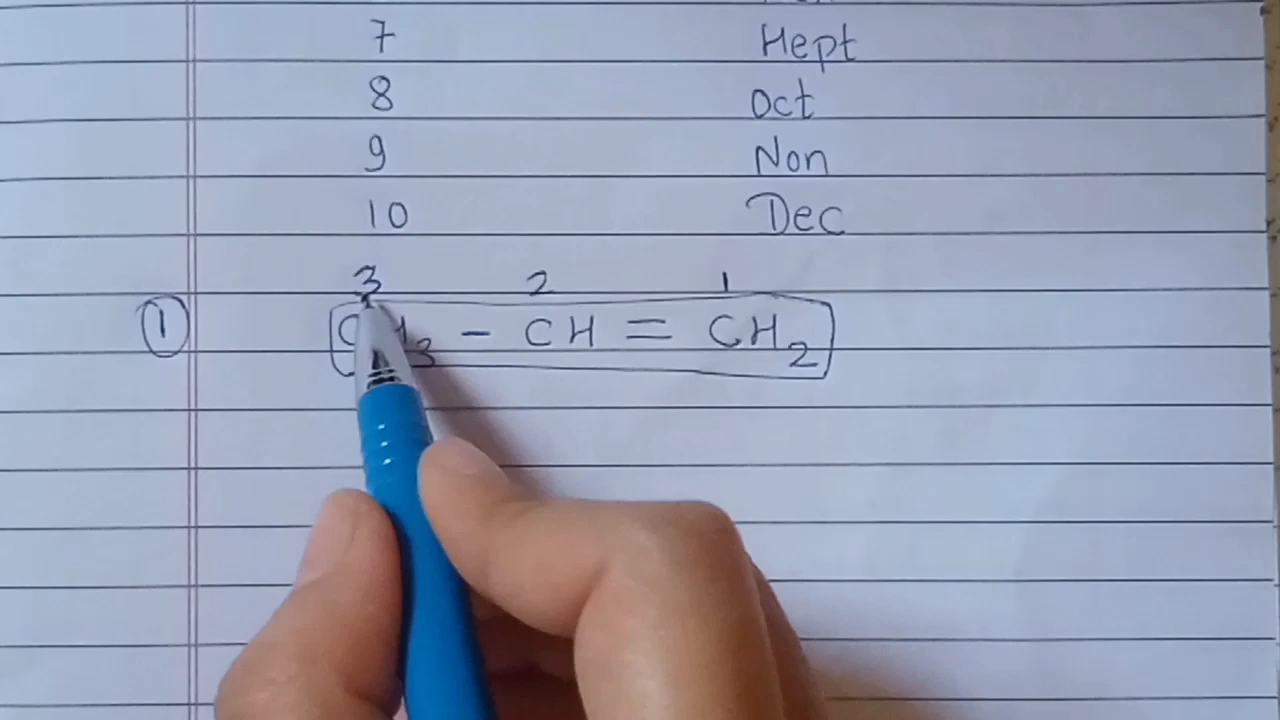 7 Hept
8 Oct
9 Non
10 Dec
3 2 1
① CH₃ - CH = CH₂